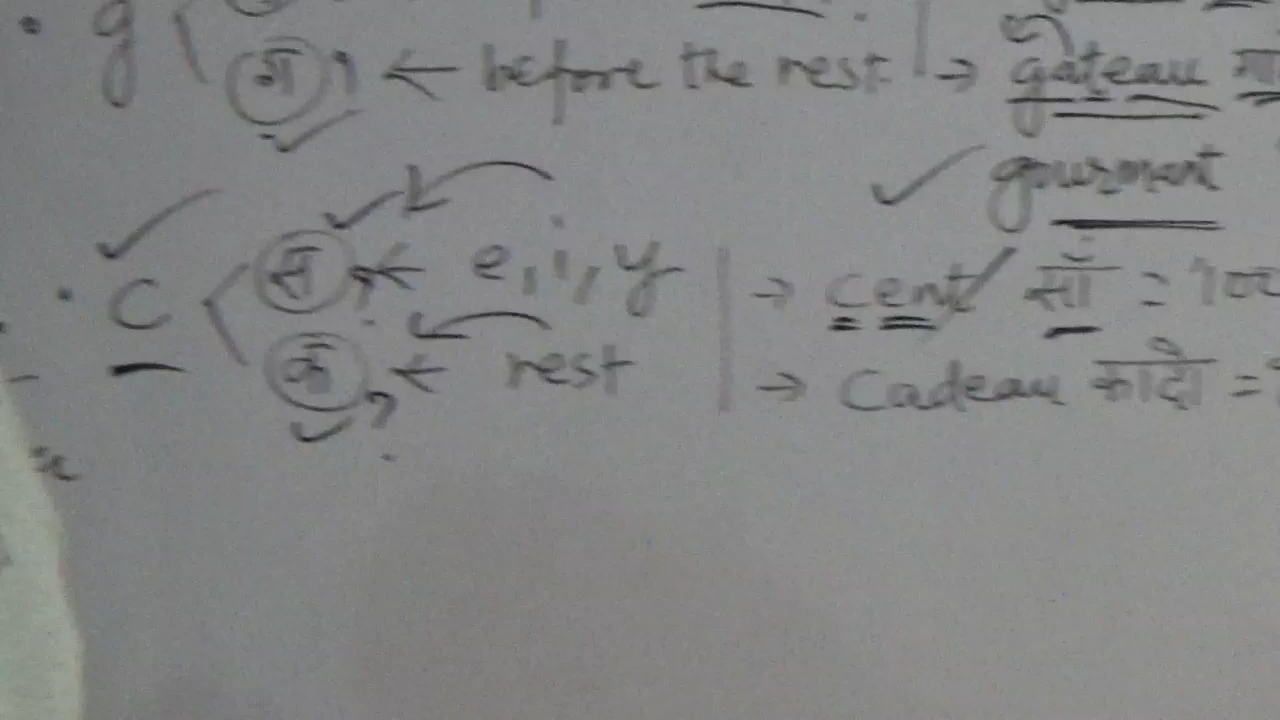 g ग, ← before the rest → gateau
gourmant
c स, ← e, i, y → cent सॉ = 100
क, ← rest → Cadeau कादो =